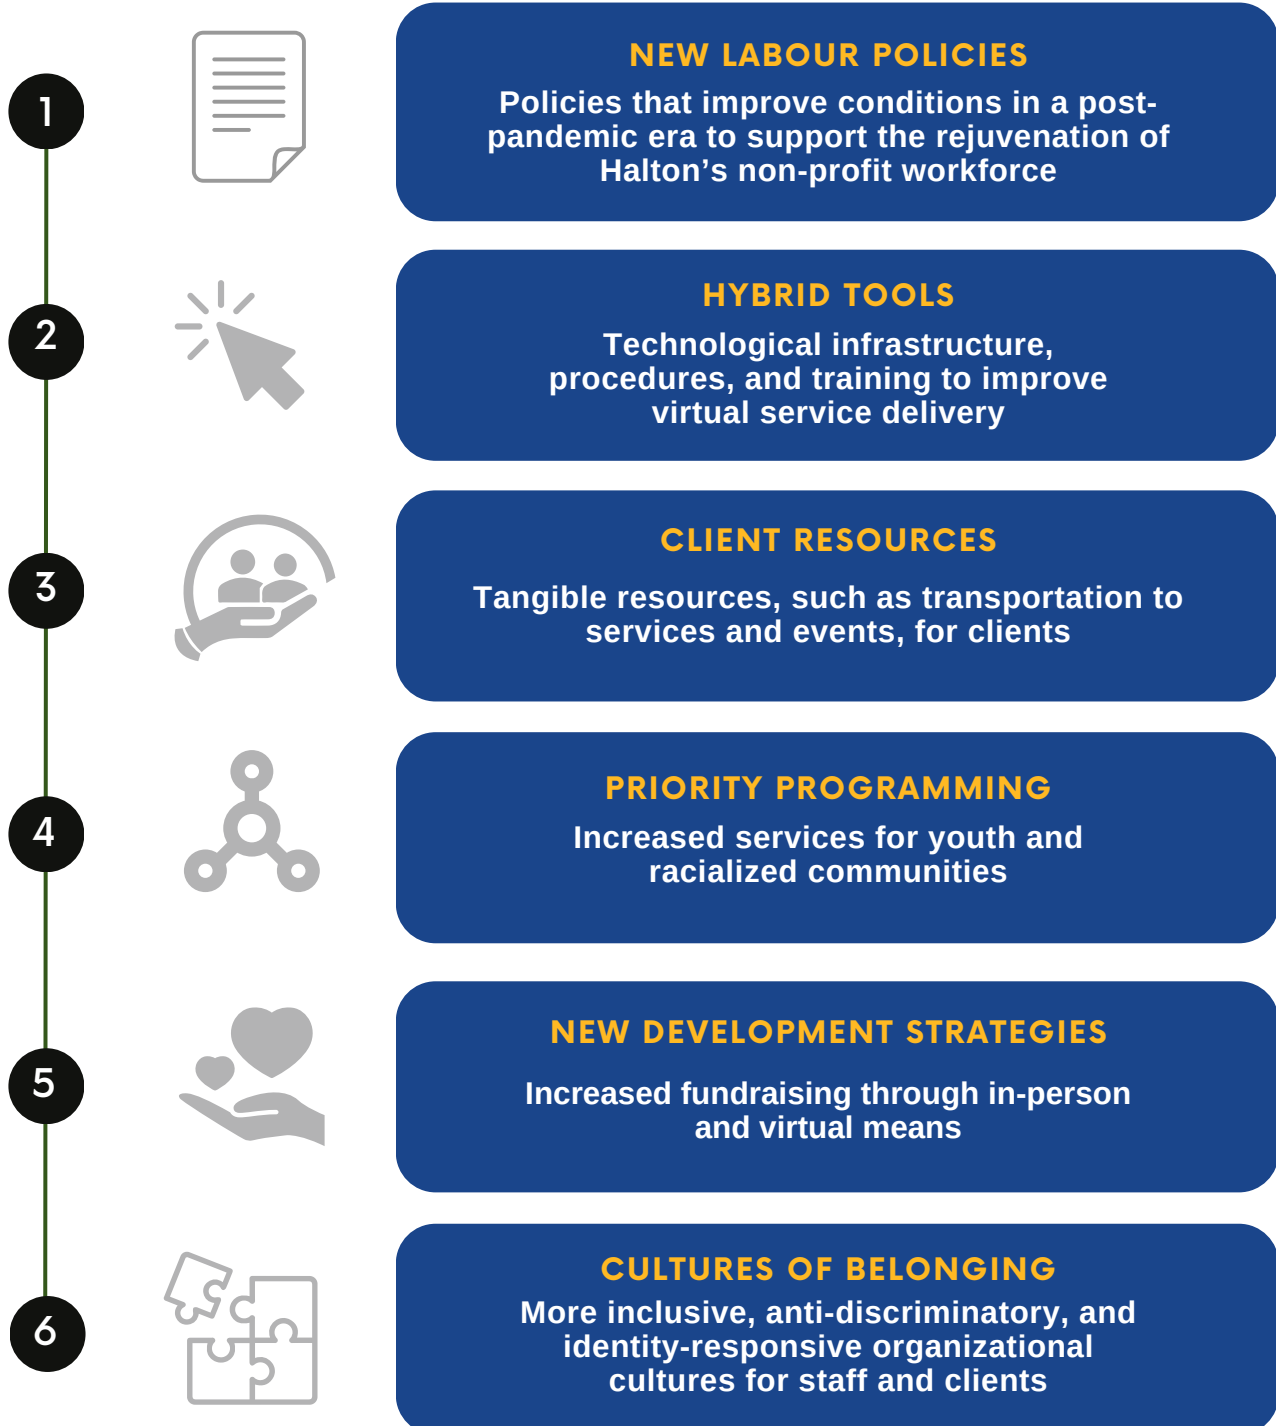 1
NEW LABOUR POLICIES
Policies that improve conditions in a post-
pandemic era to support the rejuvenation of
Halton’s non-profit workforce
2
HYBRID TOOLS
Technological infrastructure,
procedures, and training to improve
virtual service delivery
3
CLIENT RESOURCES
Tangible resources, such as transportation to
services and events, for clients
4
PRIORITY PROGRAMMING
Increased services for youth and
racialized communities
5
NEW DEVELOPMENT STRATEGIES
Increased fundraising through in-person
and virtual means
6
CULTURES OF BELONGING
More inclusive, anti-discriminatory, and
identity-responsive organizational
cultures for staff and clients